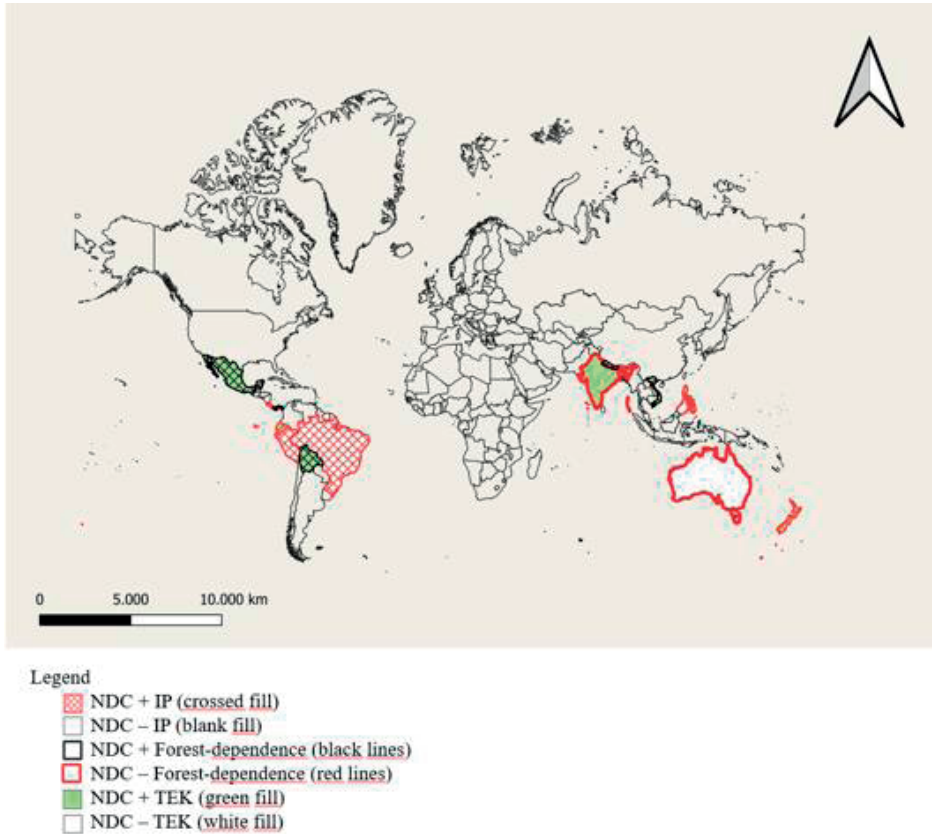 0 5.000 10.000 km
Legend
NDC + IP (crossed fill)
NDC – IP (blank fill)
NDC + Forest-dependence (black lines)
NDC – Forest-dependence (red lines)
NDC + TEK (green fill)
NDC – TEK (white fill)